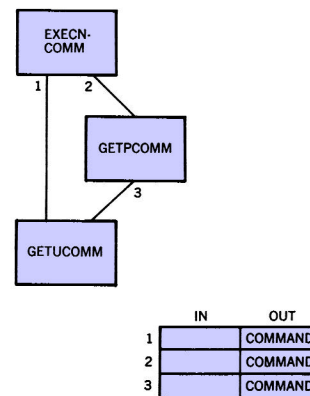 EXECN-
COMM
1 2
GETPCOMM
3
GETUCOMM
IN OUT
1 COMMAND
2 COMMAND
3 COMMAND